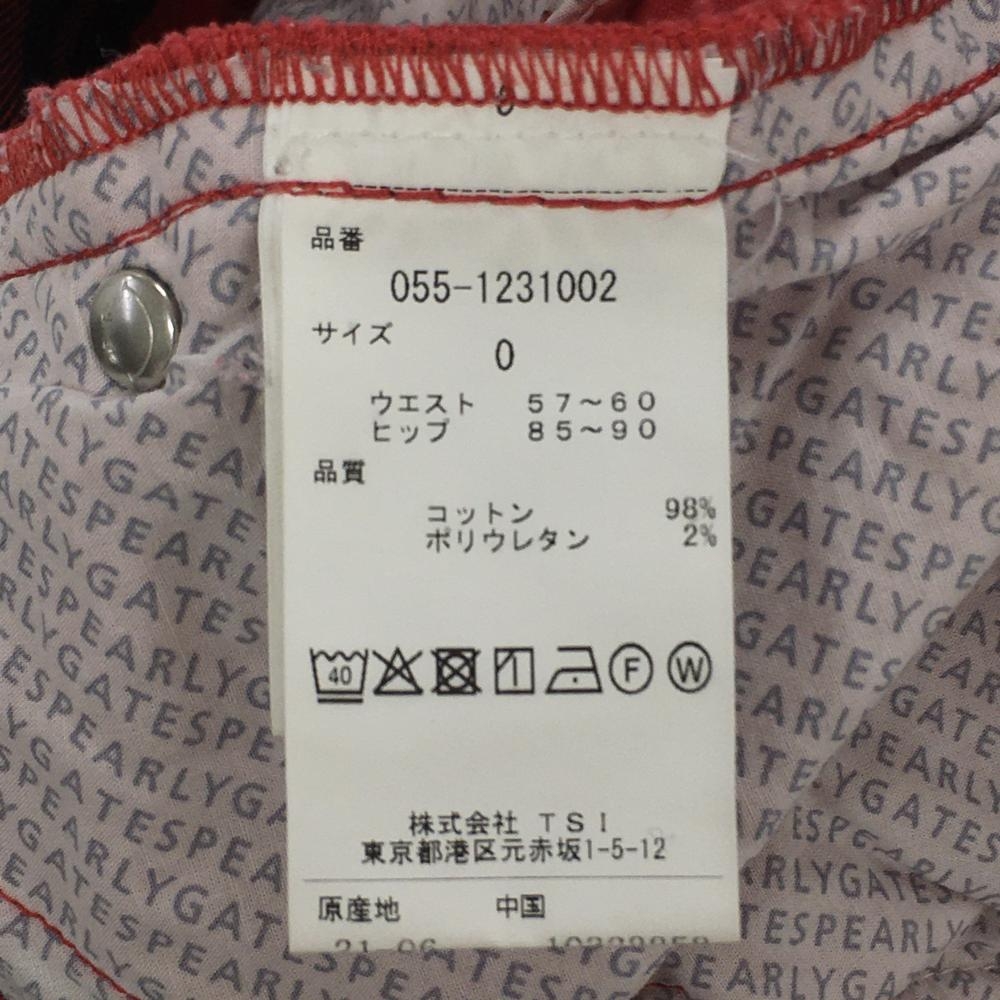 品番
055-1231002
サイズ
0
ウエスト 57～60
ヒップ 85～90
品質
コットン 98%
ポリウレタン 2%
40 F W
株式会社 TSI
東京都港区元赤坂1-5-12
原産地 中国
PEARLYGATESPEARLYGATES